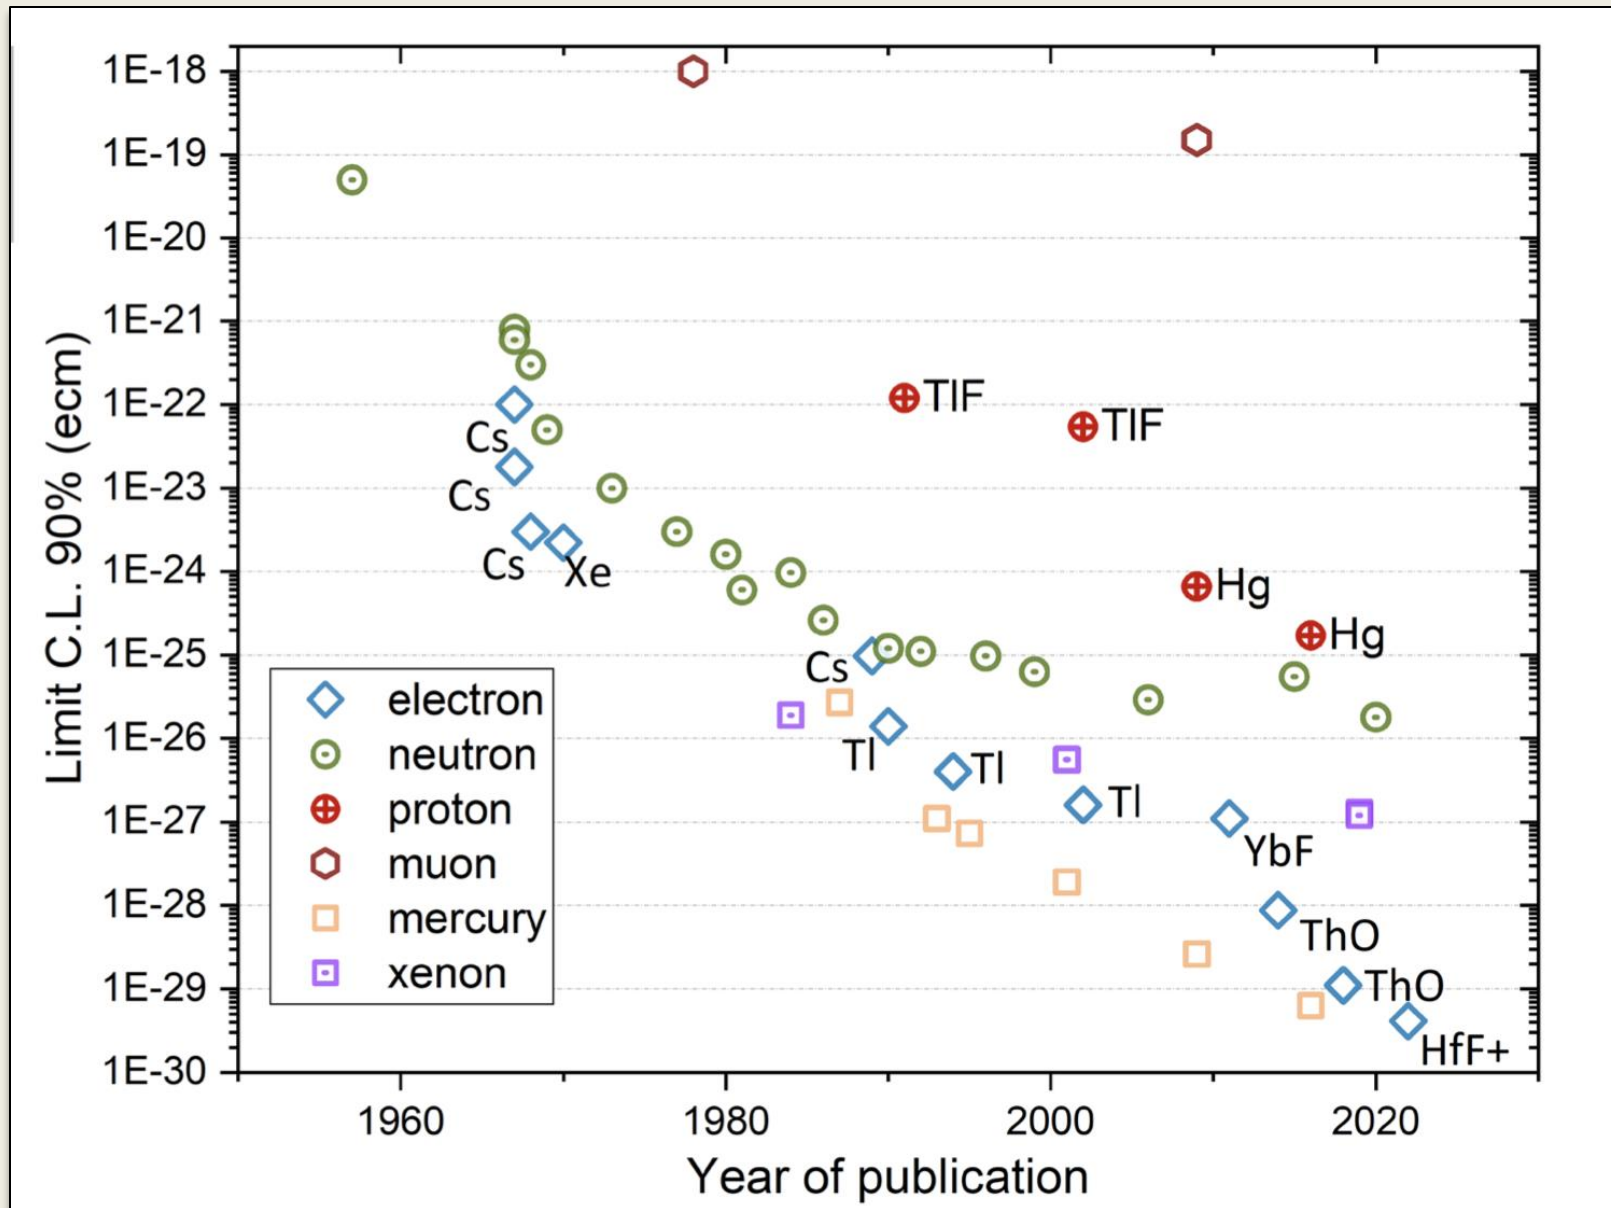 Limit C.L. 90% (ecm)
1E-18
1E-19
1E-20
1E-21
1E-22
1E-23
1E-24
1E-25
1E-26
1E-27
1E-28
1E-29
1E-30
TlF
TlF
Cs
Cs
Cs
Xe
Hg
Hg
Cs
Tl
Tl
Tl
YbF
ThO
ThO
HfF+
electron
neutron
proton
muon
mercury
xenon
1960
1980
2000
2020
Year of publication